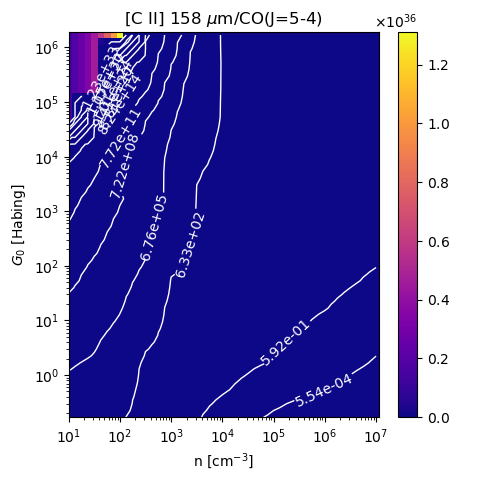 [C II] 158 μm/CO(J=5-4)
×10^36
10^6
10^5
10^4
10^3
10^2
10^1
10^0
G_0 [Habing]
7.72e+11
7.22e+08
6.76e+05
6.33e+02
5.92e-01
5.54e-04
10^1 10^2 10^3 10^4 10^5 10^6 10^7
n [cm^−3]
1.2
1.0
0.8
0.6
0.4
0.2
0.0